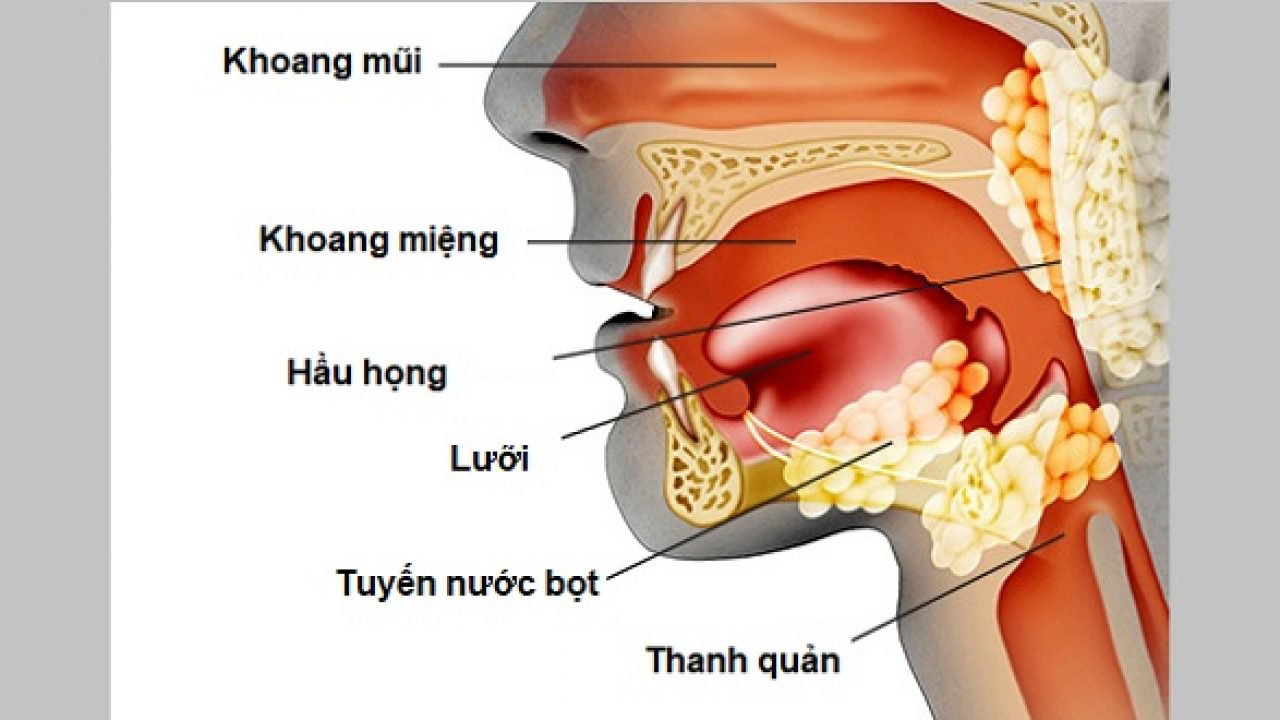 Khoang mũi
Khoang miệng
Hầu họng
Lưỡi
Tuyến nước bọt
Thanh quản